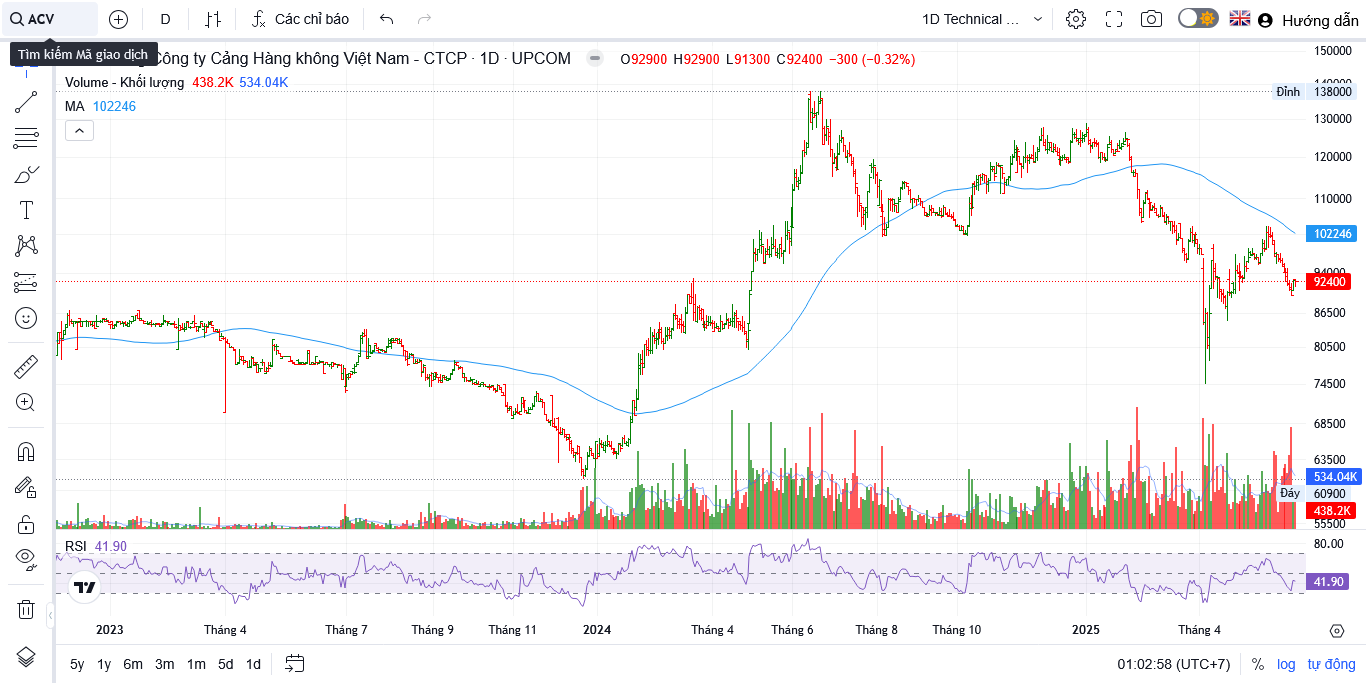 ACV
D
Các chỉ báo
1D Technical ...
Hướng dẫn
Tìm kiếm Mã giao dịch
Công ty Cảng Hàng không Việt Nam - CTCP · 1D · UPCOM
O92900 H92900 L91300 C92400 −300 (−0.32%)
Volume - Khối lượng 438.2K 534.04K
MA 102246
150000
140000
Đỉnh 138000
130000
120000
110000
102246
94000
92400
86500
80500
74500
68500
63500
534.04K
Đáy 60900
438.2K
55500
RSI 41.90
80.00
41.90
2023 Tháng 4 Tháng 7 Tháng 9 Tháng 11 2024 Tháng 4 Tháng 6 Tháng 8 Tháng 10 2025 Tháng 4
5y 1y 6m 3m 1m 5d 1d
01:02:58 (UTC+7) % log tự động